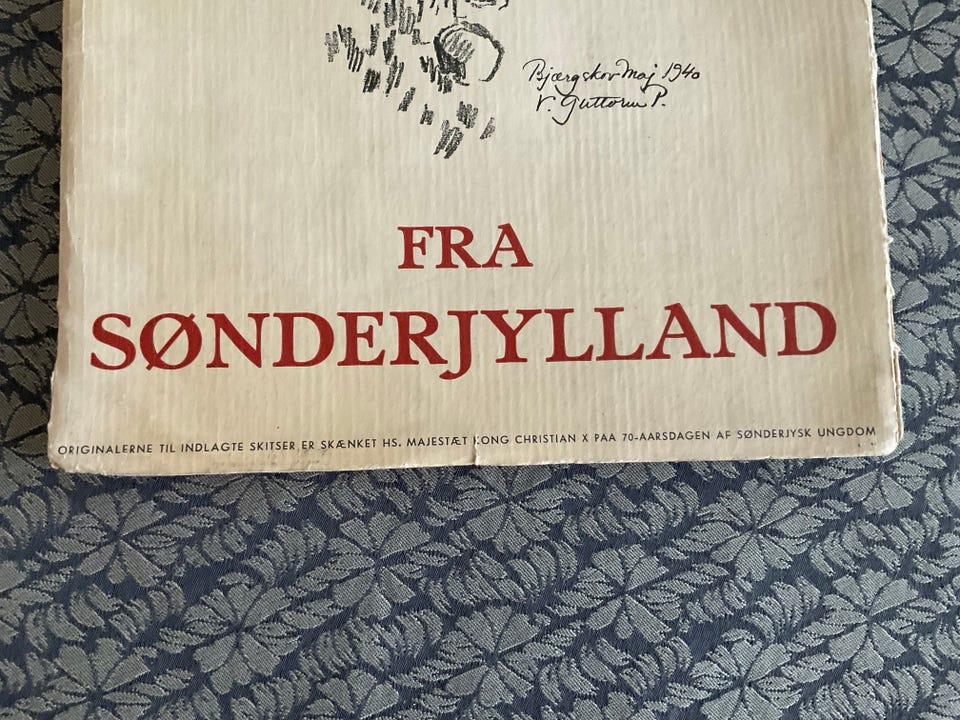 Bjærgskov Maj 1940
V. Guttorm P.
FRA
SØNDERJYLLAND
ORIGINALERNE TIL INDLAGTE SKITSER ER SKÆNKET HS. MAJESTÆT KONG CHRISTIAN X PAA 70-AARSDAGEN AF SØNDERJYSK UNGDOM